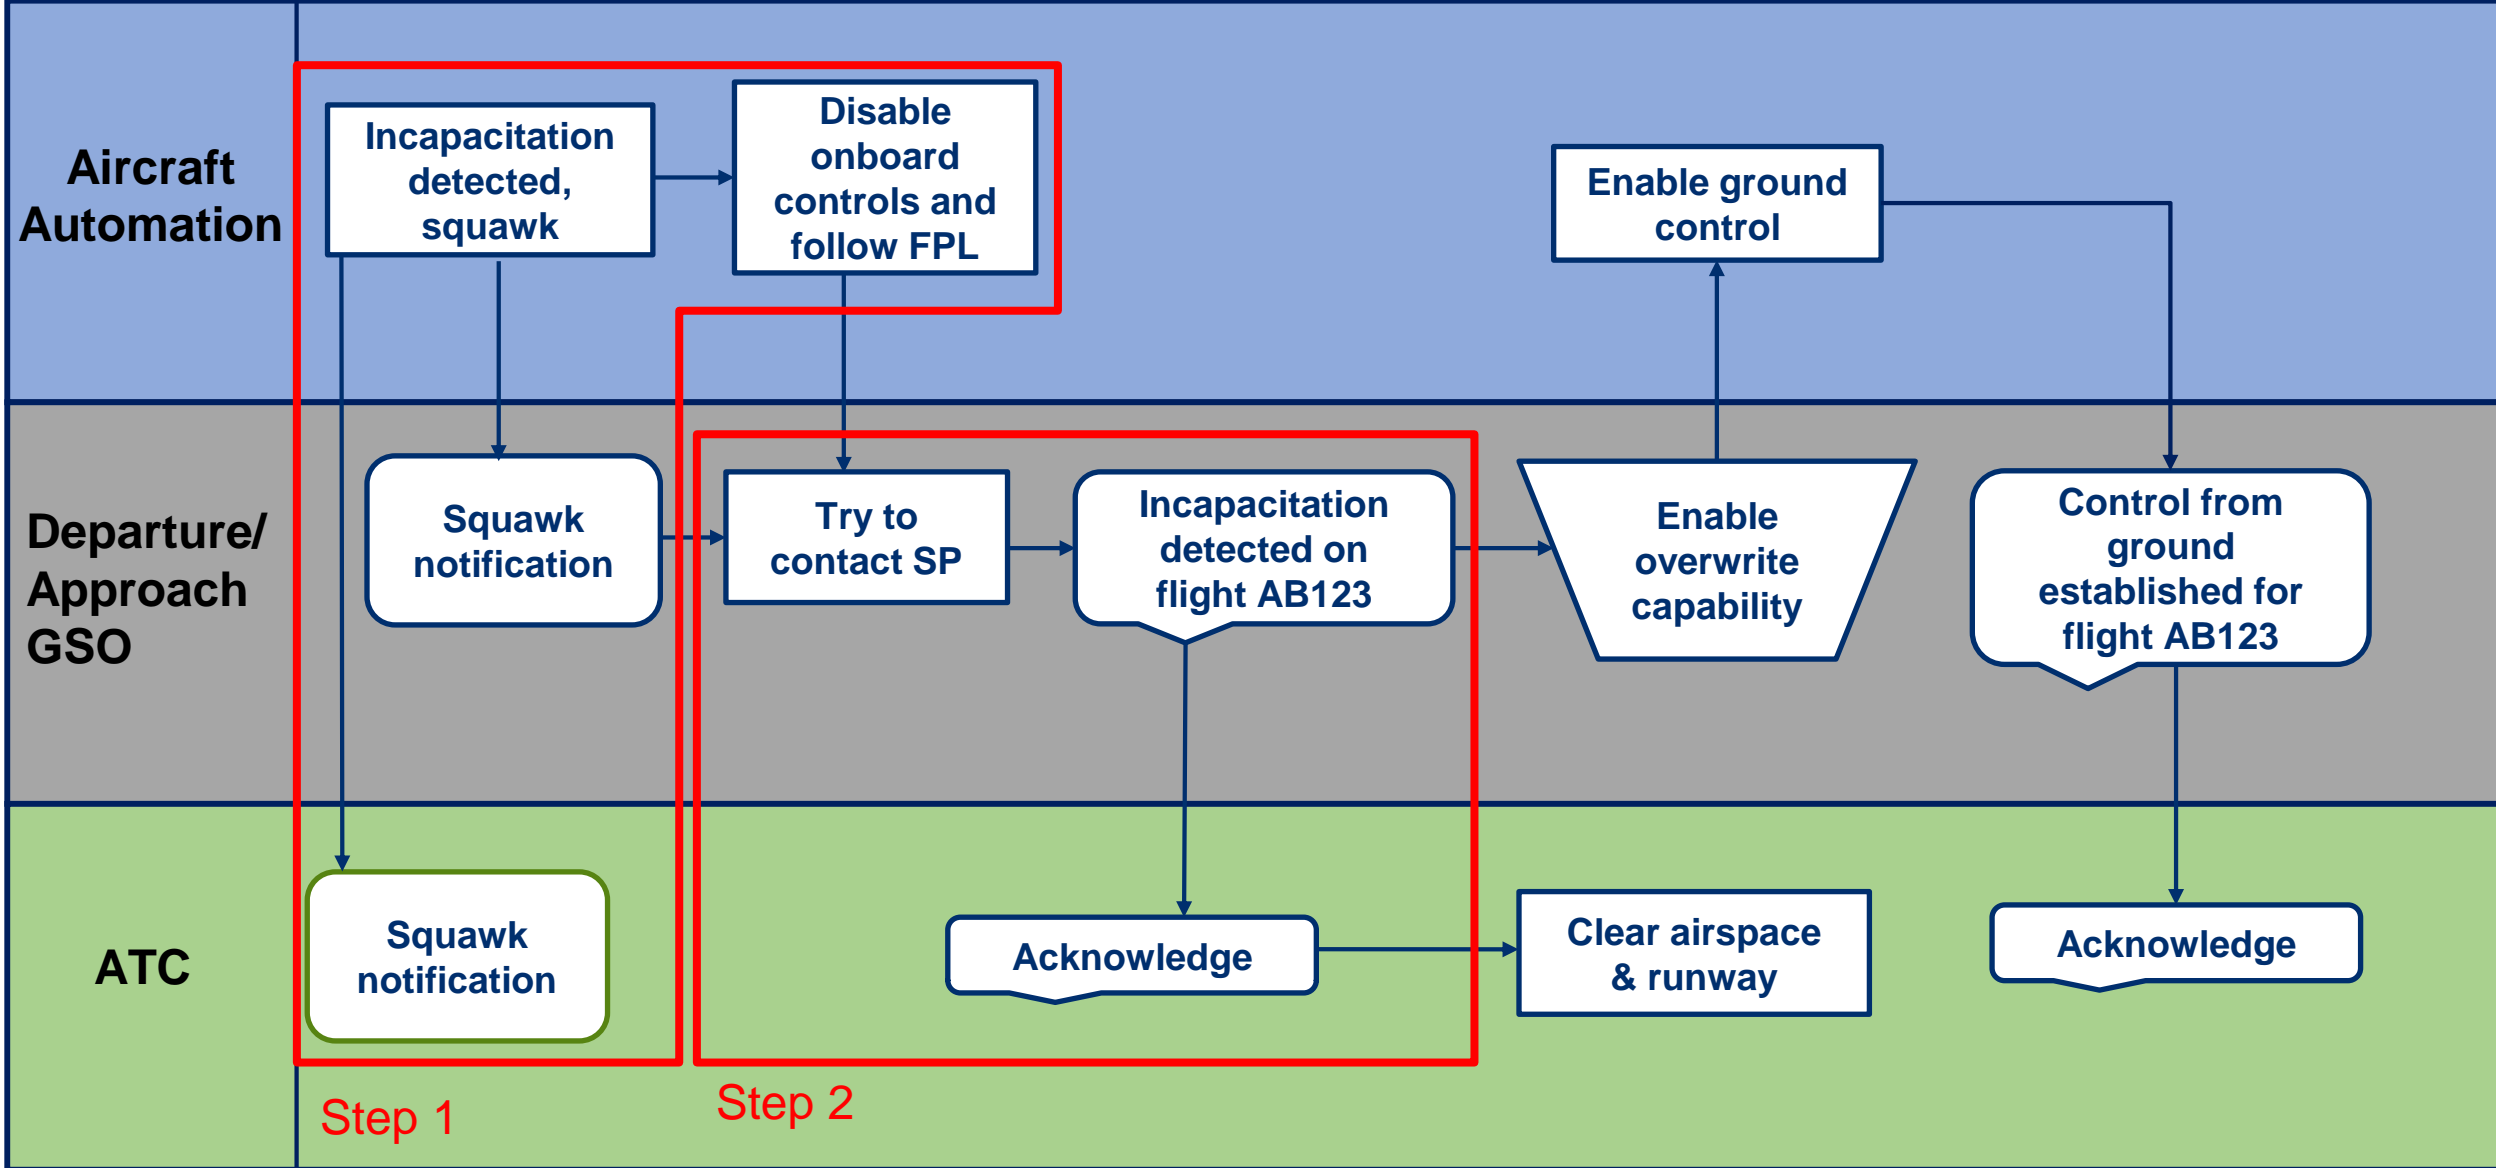 Aircraft
Automation
Incapacitation
detected,
squawk
Disable
onboard
controls and
follow FPL
Enable ground
control
Departure/
Approach
GSO
Squawk
notification
Try to
contact SP
Incapacitation
detected on
flight AB123
Enable
overwrite
capability
Control from
ground
established for
flight AB123
ATC
Squawk
notification
Acknowledge
Clear airspace
& runway
Acknowledge
Step 1
Step 2